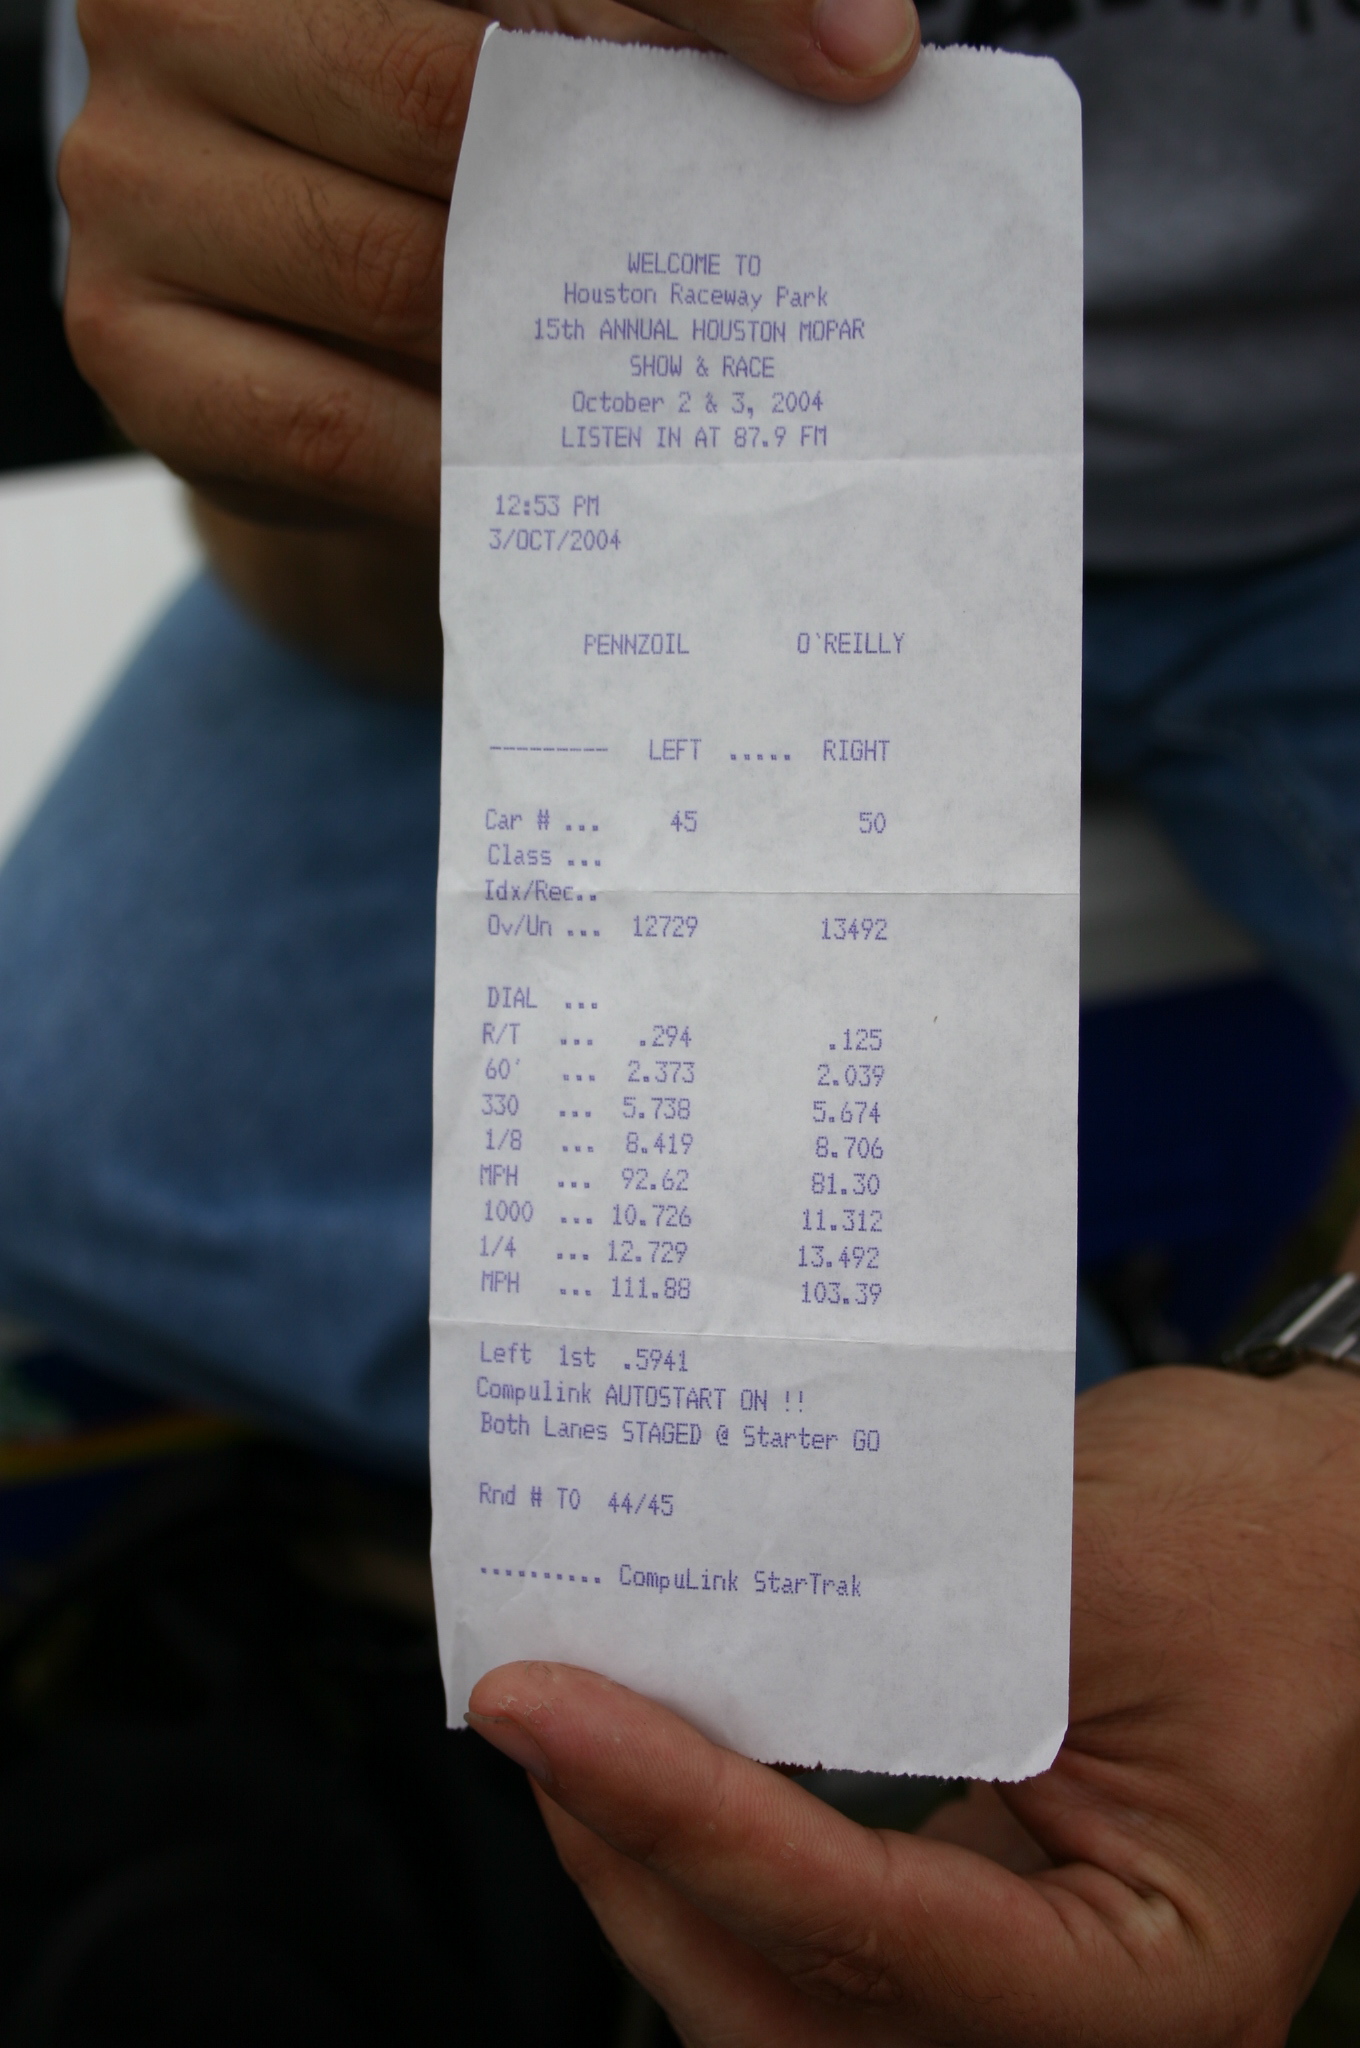 WELCOME TO
Houston Raceway Park
15th ANNUAL HOUSTON MOPAR
SHOW & RACE
October 2 & 3, 2004
LISTEN IN AT 87.9 FM
12:53 PM
3/OCT/2004
PENNZOIL O'REILLY
--------- LEFT ..... RIGHT
Car # ... 45 50
Class ...
Idx/Rec..
Ov/Un ... 12729 13492
DIAL ...
R/T ... .294 .125
60' ... 2.373 2.039
330 ... 5.738 5.674
1/8 ... 8.419 8.706
MPH ... 92.62 81.30
1000 ... 10.726 11.312
1/4 ... 12.729 13.492
MPH ... 111.88 103.39
Left 1st .5941
Compulink AUTOSTART ON !!
Both Lanes STAGED @ Starter GO
Rnd # TO 44/45
.......... CompuLink StarTrak